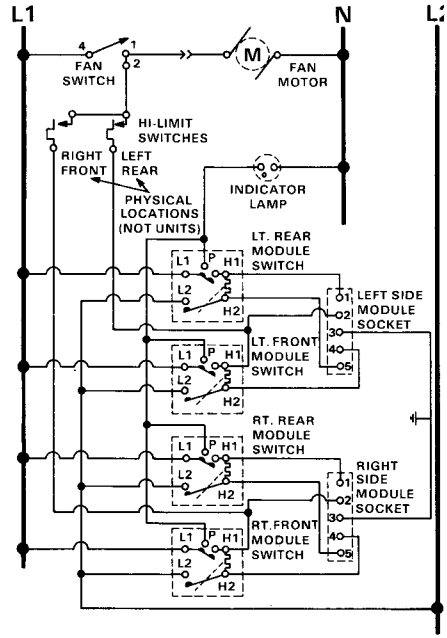 L1 N L2
4 1
2
M
FAN
SWITCH
FAN
MOTOR
HI-LIMIT
SWITCHES
RIGHT
FRONT
LEFT
REAR
PHYSICAL
LOCATIONS
(NOT UNITS)
INDICATOR
LAMP
LT. REAR
MODULE
SWITCH
L1 P H1
L2
H2
1
2
3
4
5
LEFT SIDE
MODULE
SOCKET
LT. FRONT
MODULE
SWITCH
L1 P H1
L2
H2
RT. REAR
MODULE
SWITCH
L1 P H1
L2
H2
1
2
3
4
5
RIGHT
SIDE
MODULE
SOCKET
RT. FRONT
MODULE
SWITCH
L1 P H1
L2
H2